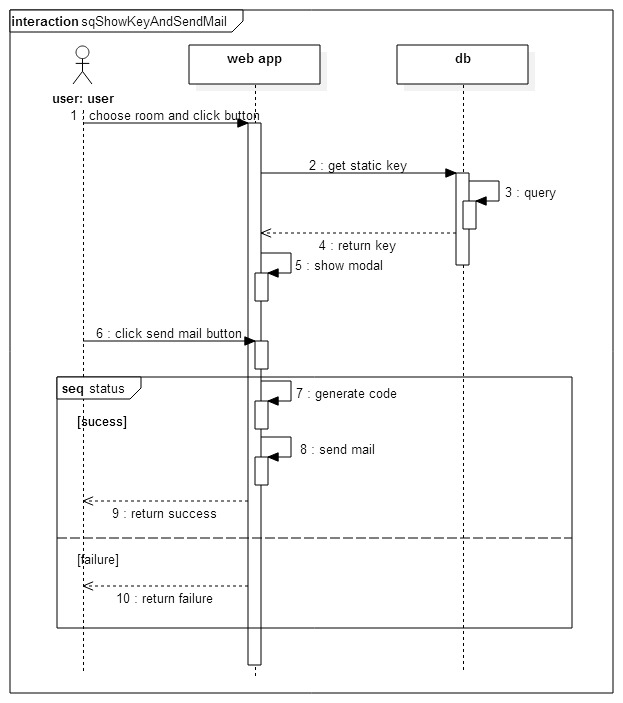 interaction sqShowKeyAndSendMail
web app
db
user: user
1 : choose room and click button
2 : get static key
3 : query
4 : return key
5 : show modal
6 : click send mail button
seq status
7 : generate code
[sucess]
8 : send mail
9 : return success
[failure]
10 : return failure